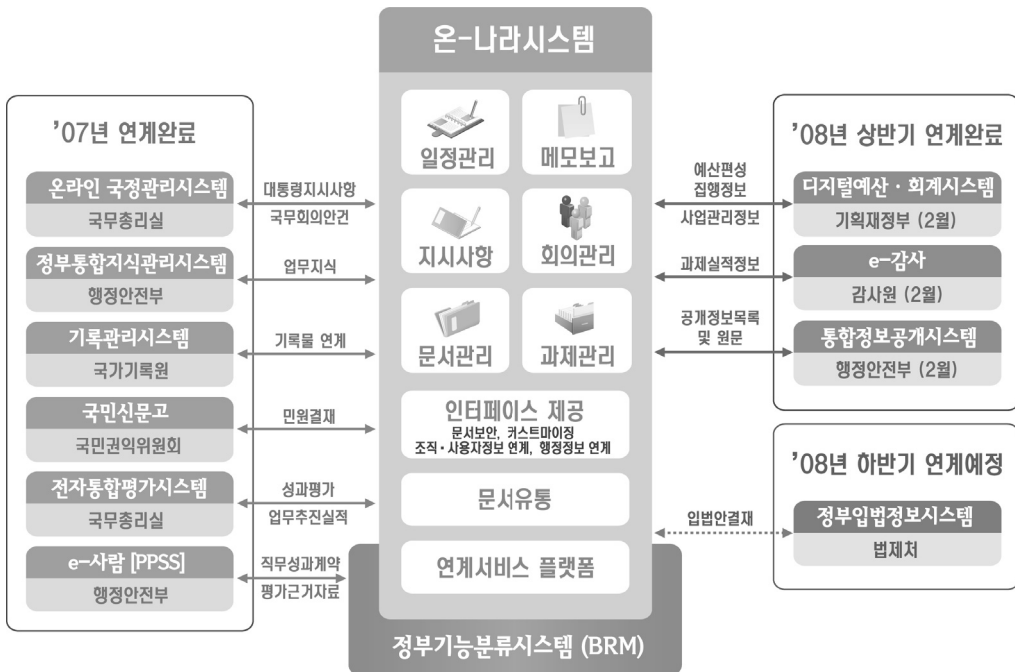 온-나라시스템
일정관리
메모보고
지시사항
회의관리
문서관리
과제관리
인터페이스 제공
문서보안, 커스트마이징
조직·사용자정보 연계, 행정정보 연계
문서유통
연계서비스 플랫폼
정부기능분류시스템 (BRM)
'07년 연계완료
온라인 국정관리시스템
국무총리실
정부통합지식관리시스템
행정안전부
기록관리시스템
국가기록원
국민신문고
국민권익위원회
전자통합평가시스템
국무총리실
e-사람 [PPSS]
행정안전부
대통령지시사항
국무회의안건
업무지식
기록물 연계
민원결재
성과평가
업무추진실적
직무성과계약
평가근거자료
예산편성
집행정보
사업관리정보
과제실적정보
공개정보목록
및 원문
입법안결재
'08년 상반기 연계완료
디지털예산·회계시스템
기획재정부 (2월)
e-감사
감사원 (2월)
통합정보공개시스템
행정안전부 (2월)
'08년 하반기 연계예정
정부입법정보시스템
법제처